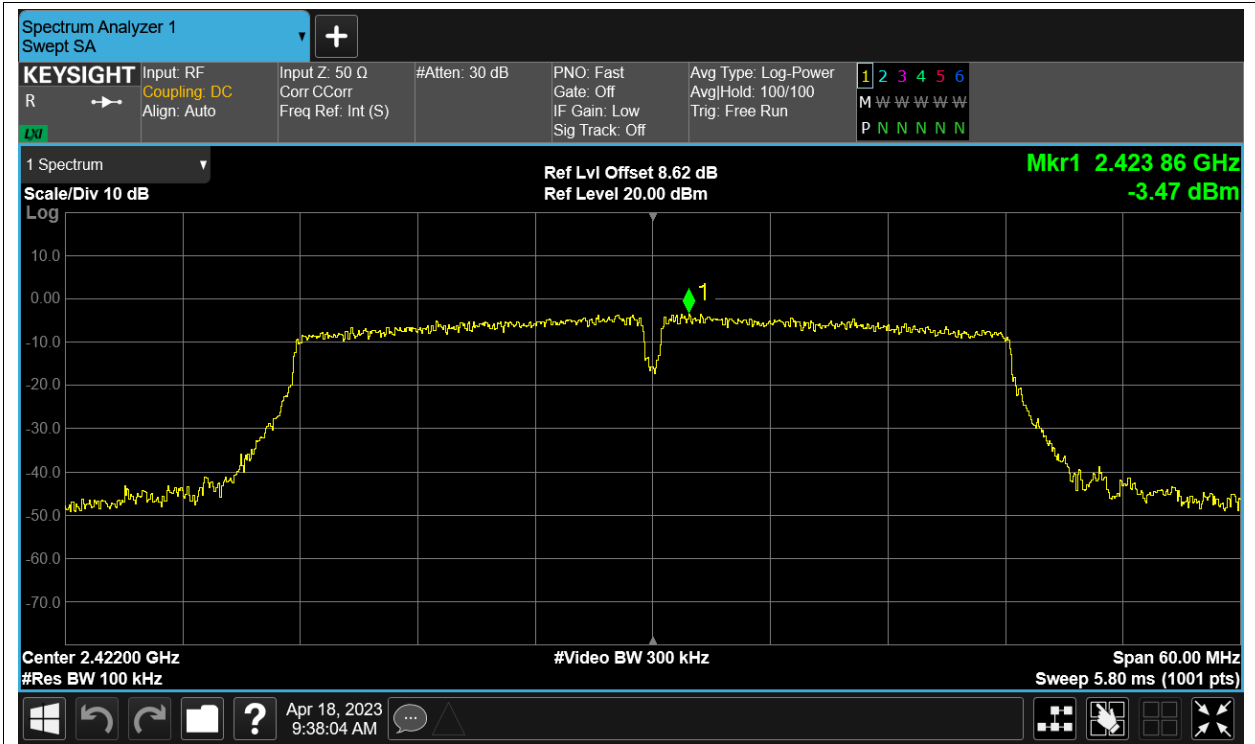 Spectrum Analyzer 1
Swept SA
KEYSIGHT
R
LXI
Input: RF
Coupling: DC
Align: Auto
Input Z: 50 Ω
Corr CCorr
Freq Ref: Int (S)
#Atten: 30 dB
PNO: Fast
Gate: Off
IF Gain: Low
Sig Track: Off
Avg Type: Log-Power
Avg|Hold: 100/100
Trig: Free Run
1 2 3 4 5 6
M W W W W W
P N N N N N
1 Spectrum
Scale/Div 10 dB
Ref Lvl Offset 8.62 dB
Ref Level 20.00 dBm
Mkr1 2.423 86 GHz
-3.47 dBm
Log
10.0
0.00
-10.0
-20.0
-30.0
-40.0
-50.0
-60.0
-70.0
1
Center 2.42200 GHz
#Res BW 100 kHz
#Video BW 300 kHz
Span 60.00 MHz
Sweep 5.80 ms (1001 pts)
?
Apr 18, 2023
9:38:04 AM